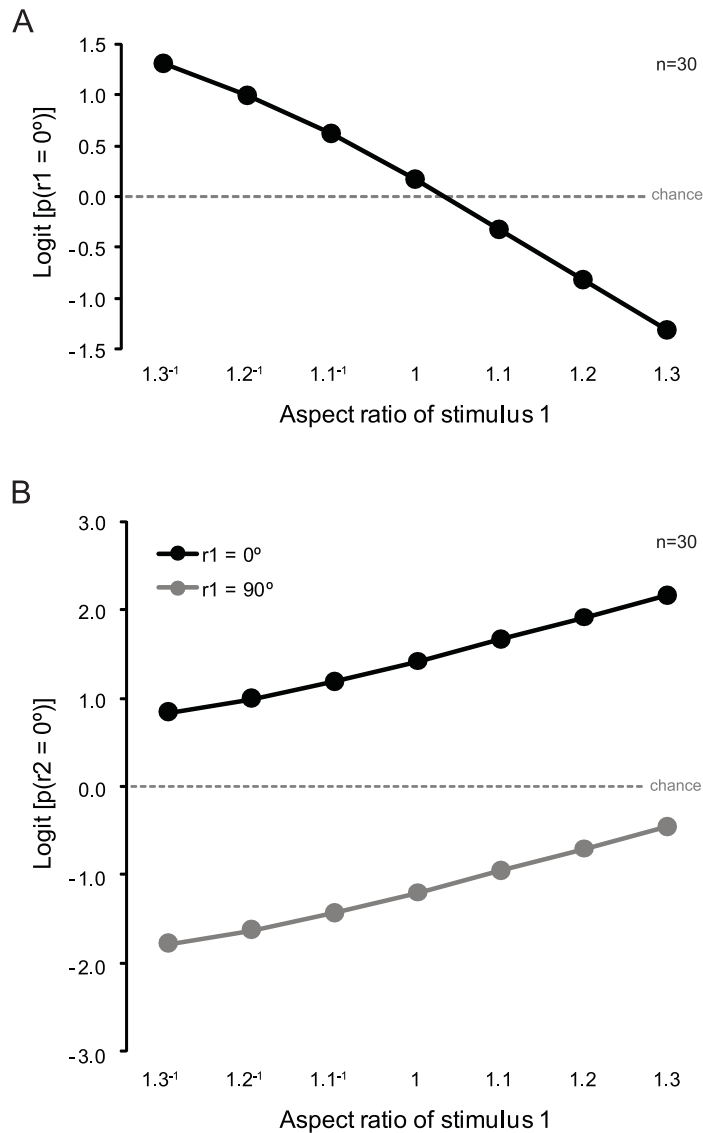 A
1.5
n=30
1.0
0.5
0.0
chance
-0.5
-1.0
-1.5
Logit [p(r1 = 0º)]
1.3⁻¹ 1.2⁻¹ 1.1⁻¹ 1 1.1 1.2 1.3
Aspect ratio of stimulus 1
B
3.0
r1 = 0º
n=30
r1 = 90º
2.0
1.0
0.0
chance
-1.0
-2.0
-3.0
Logit [p(r2 = 0º)]
1.3⁻¹ 1.2⁻¹ 1.1⁻¹ 1 1.1 1.2 1.3
Aspect ratio of stimulus 1